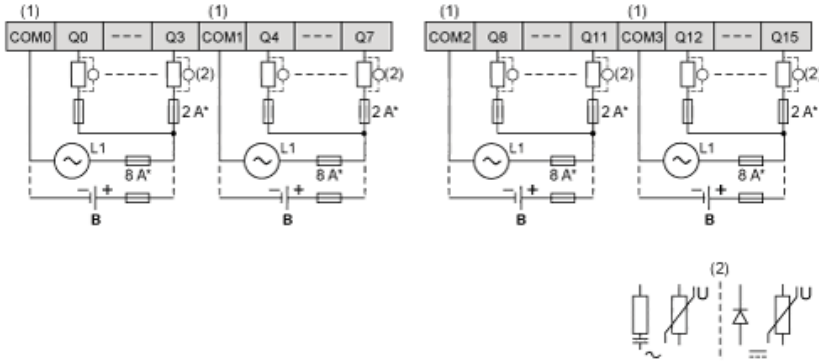 (1) (1) (1) (1)
COM0 Q0 --- Q3 COM1 Q4 --- Q7 COM2 Q8 --- Q11 COM3 Q12 --- Q15
(2) (2) (2) (2)
2 A* 2 A* 2 A* 2 A*
L1 L1 L1 L1
8 A* 8 A* 8 A* 8 A*
− + − + − + − +
B B B B
(2)
U U